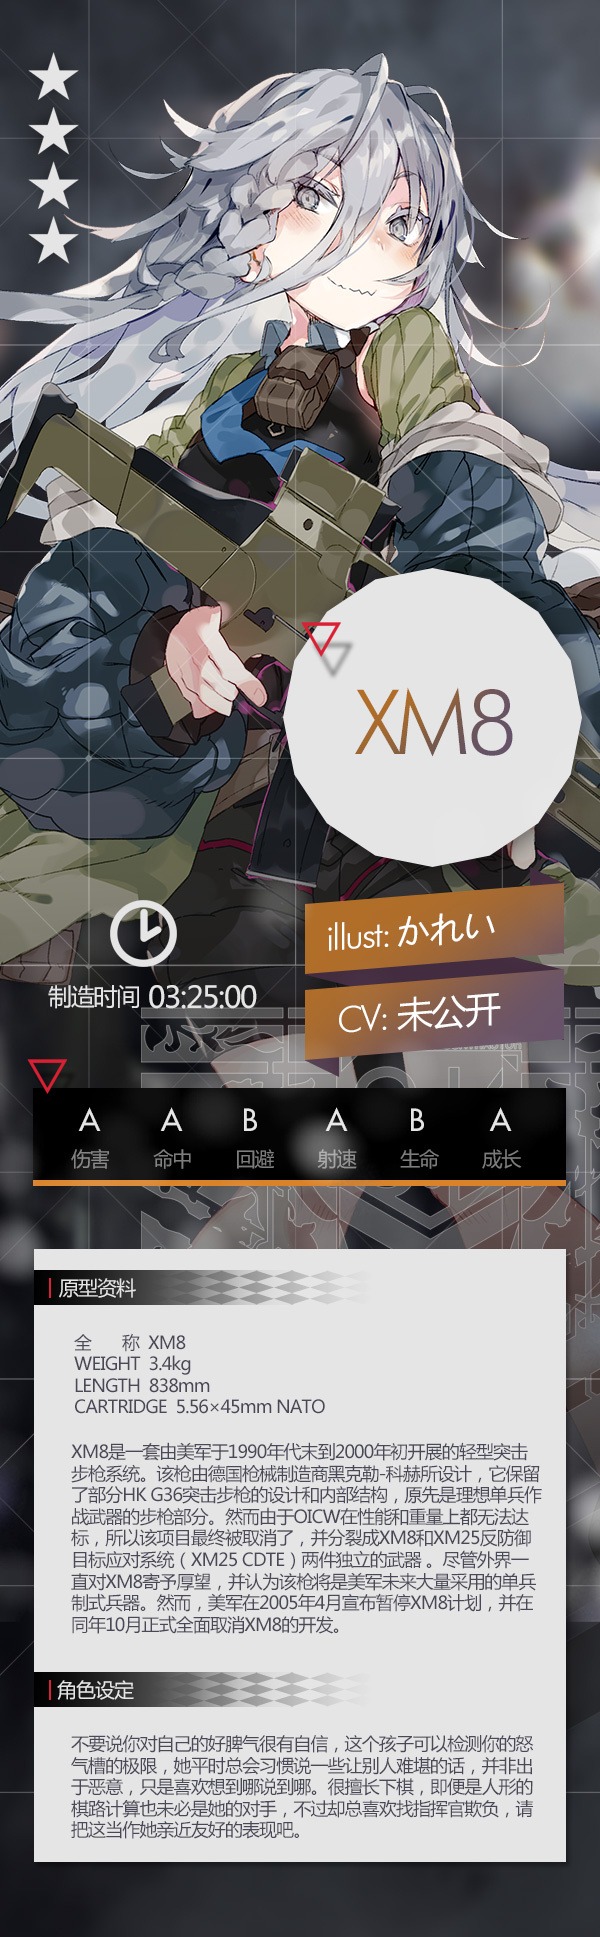 XM8
illust: かれい
CV: 未公开
制造时间 03:25:00
A A B A B A
伤害 命中 回避 射速 生命 成长
原型资料
全 称 XM8
WEIGHT 3.4kg
LENGTH 838mm
CARTRIDGE 5.56×45mm NATO
XM8是一套由美军于1990年代末到2000年初开展的轻型突击
步枪系统。该枪由德国枪械制造商黑克勒-科赫所设计，它保留
了部分HK G36突击步枪的设计和内部结构，原先是理想单兵作
战武器的步枪部分。然而由于OICW在性能和重量上都无法达
标，所以该项目最终被取消了，并分裂成XM8和XM25反防御
目标应对系统（XM25 CDTE）两件独立的武器 。尽管外界一
直对XM8寄予厚望，并认为该枪将是美军未来大量采用的单兵
制式兵器。然而，美军在2005年4月宣布暂停XM8计划，并在
同年10月正式全面取消XM8的开发。
角色设定
不要说你对自己的好脾气很有自信，这个孩子可以检测你的怒
气槽的极限，她平时总会习惯说一些让别人难堪的话，并非出
于恶意，只是喜欢想到哪说到哪。很擅长下棋，即便是人形的
棋路计算也未必是她的对手，不过却总喜欢找指挥官欺负，请
把这当作她亲近友好的表现吧。